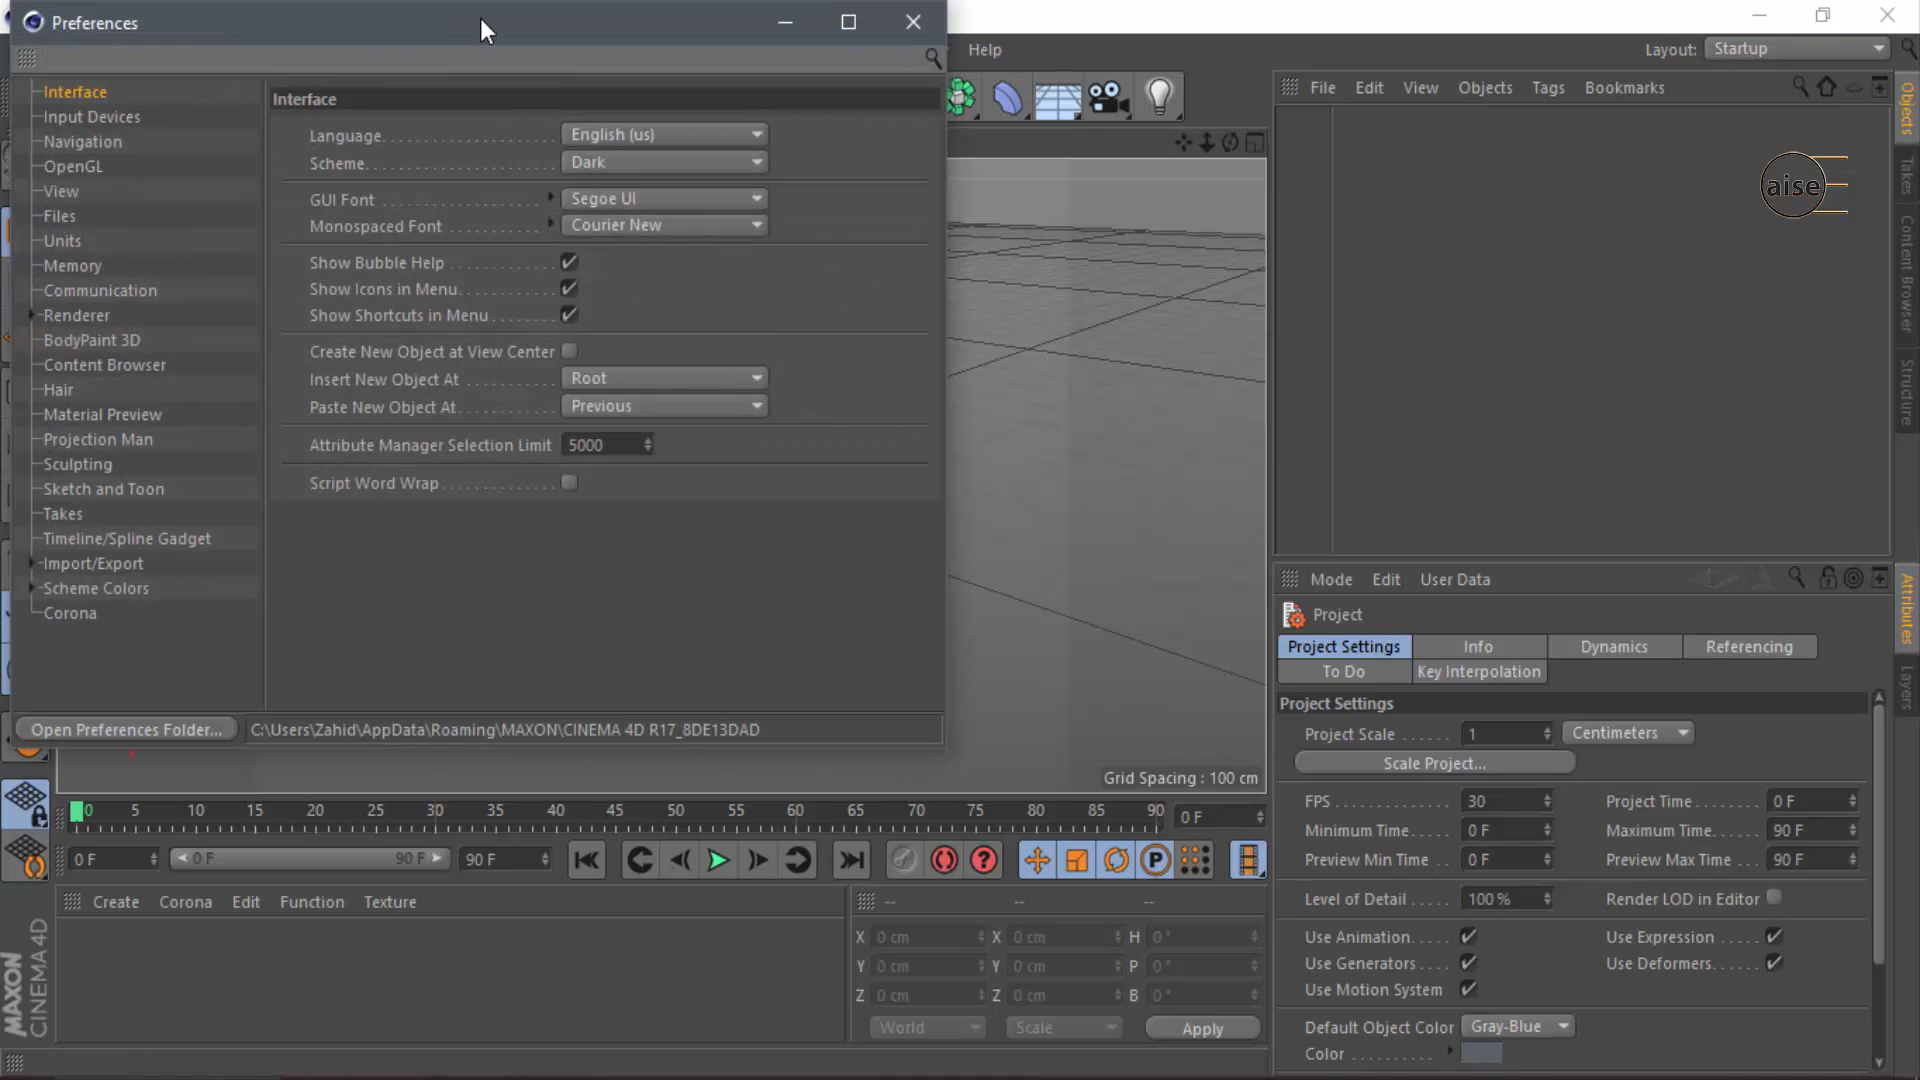 Preferences
Help
Layout: Startup
Interface
Input Devices
Navigation
OpenGL
View
Files
Units
Memory
Communication
Renderer
BodyPaint 3D
Content Browser
Hair
Material Preview
Projection Man
Sculpting
Sketch and Toon
Takes
Timeline/Spline Gadget
Import/Export
Scheme Colors
Corona
Interface
Language English (us)
Scheme Dark
GUI Font Segoe UI
Monospaced Font Courier New
Show Bubble Help
Show Icons in Menu
Show Shortcuts in Menu
Create New Object at View Center
Insert New Object At Root
Paste New Object At Previous
Attribute Manager Selection Limit 5000
Script Word Wrap
Open Preferences Folder... C:\Users\Zahid\AppData\Roaming\MAXON\CINEMA 4D R17_8DE13DAD
File Edit View Objects Tags Bookmarks
aise
Objects
Takes
Content Browser
Structure
Attributes
Layers
Mode Edit User Data
Project
Project Settings Info Dynamics Referencing
To Do Key Interpolation
Project Settings
Project Scale 1 Centimeters
Scale Project...
FPS 30 Project Time 0 F
Minimum Time 0 F Maximum Time 90 F
Preview Min Time 0 F Preview Max Time 90 F
Level of Detail 100 % Render LOD in Editor
Use Animation Use Expression
Use Generators Use Deformers
Use Motion System
Default Object Color Gray-Blue
Color
Grid Spacing : 100 cm
0 5 10 15 20 25 30 35 40 45 50 55 60 65 70 75 80 85 90 0 F
0 F 0 F 90 F 90 F
P
Create Corona Edit Function Texture
-- -- --
X 0 cm X 0 cm H 0 °
Y 0 cm Y 0 cm P 0 °
Z 0 cm Z 0 cm B 0 °
World Scale Apply
MAXON
CINEMA 4D